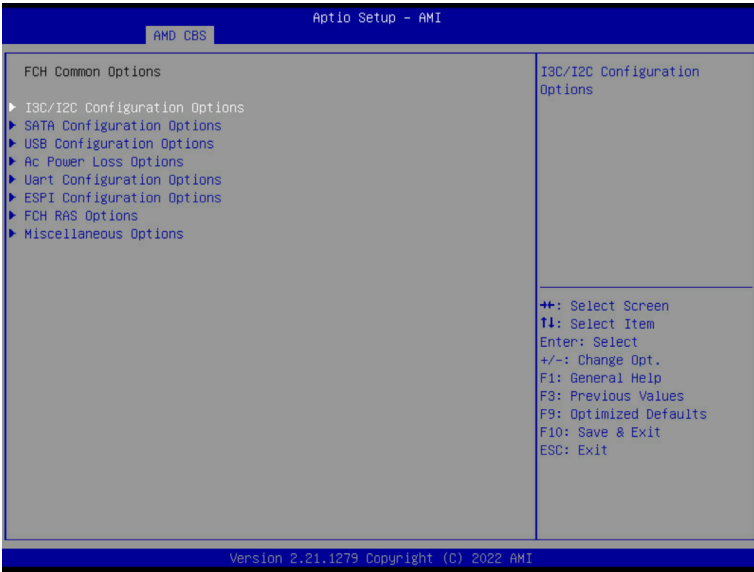 Aptio Setup – AMI
AMD CBS
FCH Common Options
I3C/I2C Configuration Options
SATA Configuration Options
USB Configuration Options
Ac Power Loss Options
Uart Configuration Options
ESPI Configuration Options
FCH RAS Options
Miscellaneous Options
I3C/I2C Configuration
Options
→←: Select Screen
↑↓: Select Item
Enter: Select
+/-: Change Opt.
F1: General Help
F3: Previous Values
F9: Optimized Defaults
F10: Save & Exit
ESC: Exit
Version 2.21.1279 Copyright (C) 2022 AMI